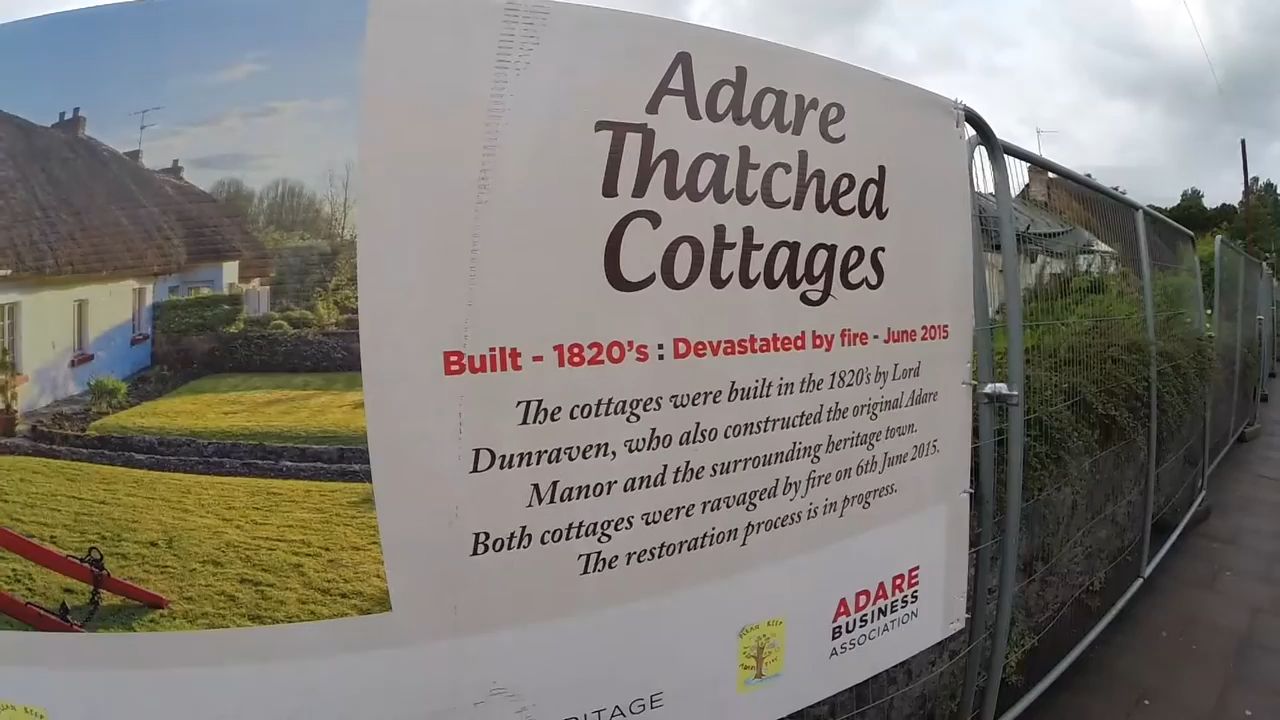 Adare
Thatched
Cottages
Built - 1820's : Devastated by fire - June 2015
The cottages were built in the 1820's by Lord
Dunraven, who also constructed the original Adare
Manor and the surrounding heritage town.
Both cottages were ravaged by fire on 6th June 2015.
The restoration process is in progress.
ADARE
BUSINESS
ASSOCIATION
RITAGE